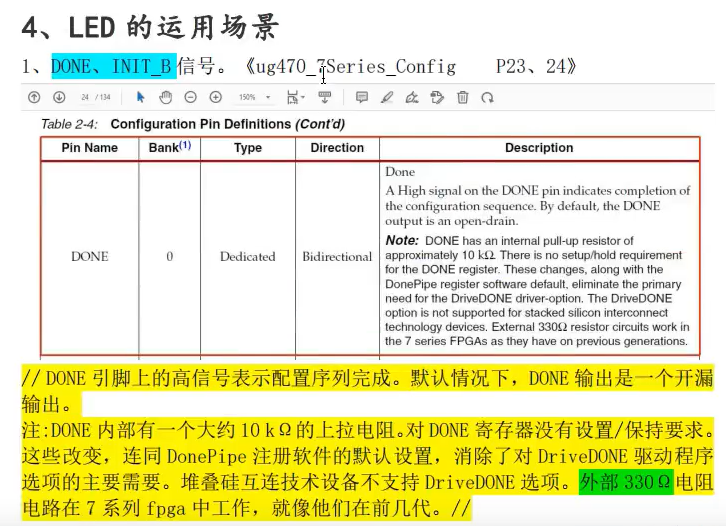 4、LED 的运用场景
1、DONE、INIT_B 信号。《ug470_7Series_Config P23、24》
24 / 134 150%
Table 2-4: Configuration Pin Definitions (Cont'd)
Pin Name Bank(1) Type Direction Description
DONE 0 Dedicated Bidirectional
Done
A High signal on the DONE pin indicates completion of
the configuration sequence. By default, the DONE
output is an open-drain.
Note: DONE has an internal pull-up resistor of
approximately 10 kΩ. There is no setup/hold requirement
for the DONE register. These changes, along with the
DonePipe register software default, eliminate the primary
need for the DriveDONE driver-option. The DriveDONE
option is not supported for stacked silicon interconnect
technology devices. External 330Ω resistor circuits work in
the 7 series FPGAs as they have on previous generations.
// DONE 引脚上的高信号表示配置序列完成。默认情况下，DONE 输出是一个开漏
输出。
注:DONE 内部有一个大约 10 kΩ的上拉电阻。对 DONE 寄存器没有设置/保持要求。
这些改变，连同 DonePipe 注册软件的默认设置，消除了对 DriveDONE 驱动程序
选项的主要需要。堆叠硅互连技术设备不支持 DriveDONE 选项。外部 330Ω电阻
电路在 7 系列 fpga 中工作，就像他们在前几代。//